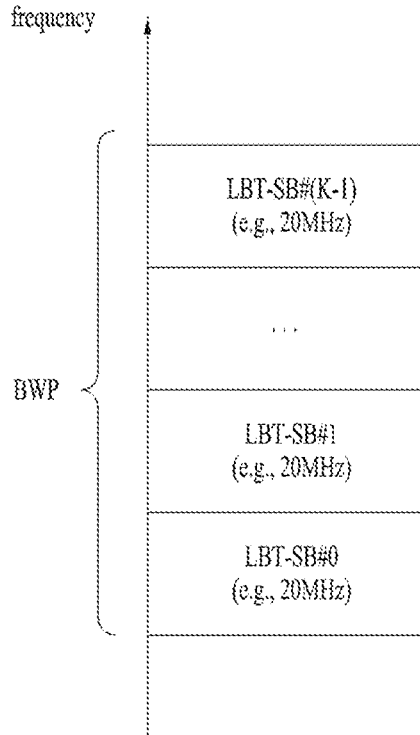 frequency
LBT-SB#(K-1)
(e.g., 20MHz)
...
BWP
LBT-SB#1
(e.g., 20MHz)
LBT-SB#0
(e.g., 20MHz)